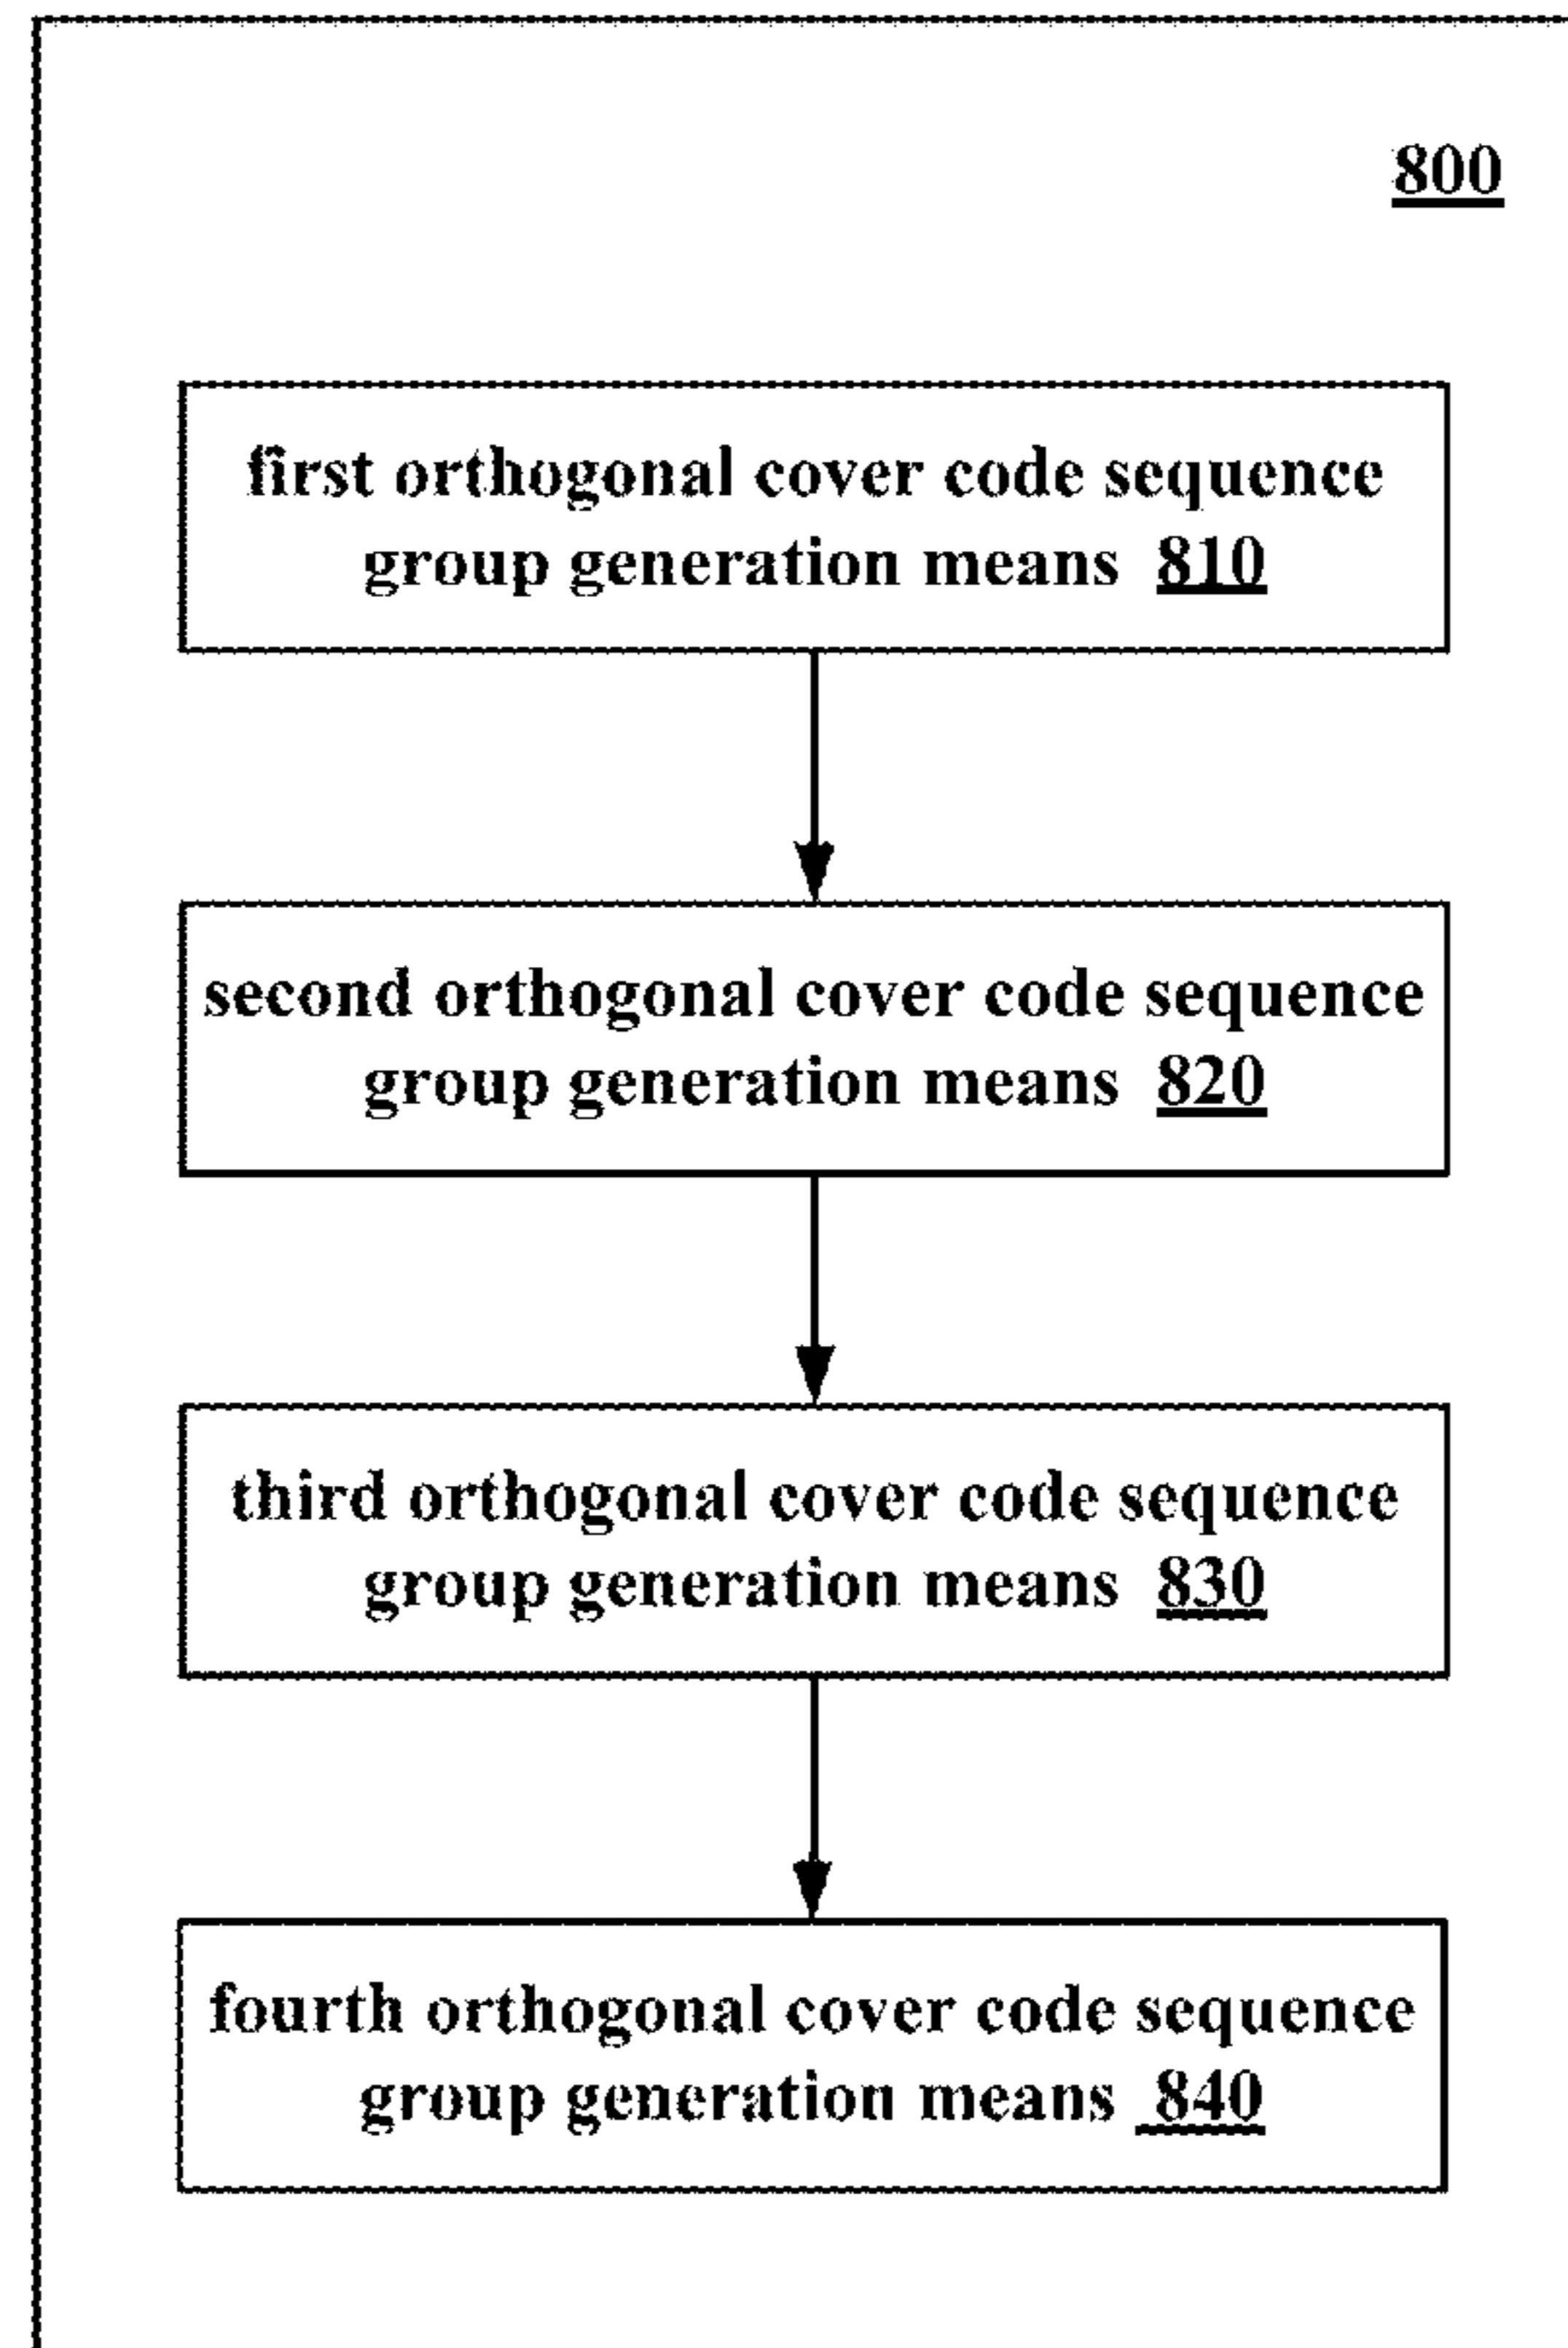 800
first orthogonal cover code sequence
group generation means 810
second orthogonal cover code sequence
group generation means 820
third orthogonal cover code sequence
group generation means 830
fourth orthogonal cover code sequence
group generation means 840